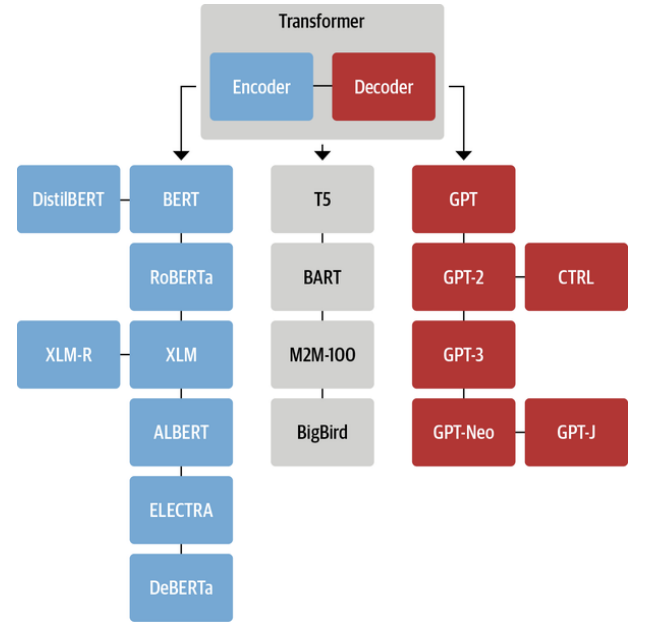 Transformer
Encoder
Decoder
DistilBERT
BERT
T5
GPT
RoBERTa
BART
GPT-2
CTRL
XLM-R
XLM
M2M-100
GPT-3
ALBERT
BigBird
GPT-Neo
GPT-J
ELECTRA
DeBERTa